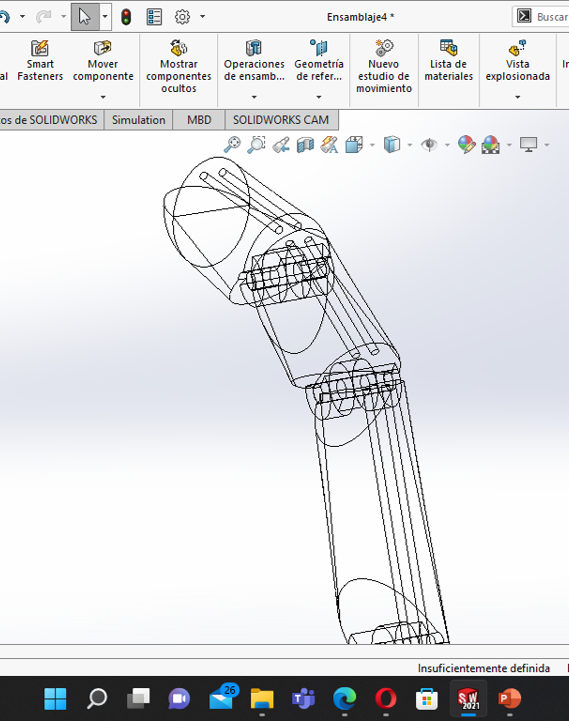 Ensamblaje4 *
Buscar
al
Smart
Fasteners
Mover
componente
Mostrar
componentes
ocultos
Operaciones
de ensamb...
Geometría
de refer...
Nuevo
estudio de
movimiento
Lista de
materiales
Vista
explosionada
os de SOLIDWORKS
Simulation
MBD
SOLIDWORKS CAM
Insuficientemente definida
26
SW
2021
P